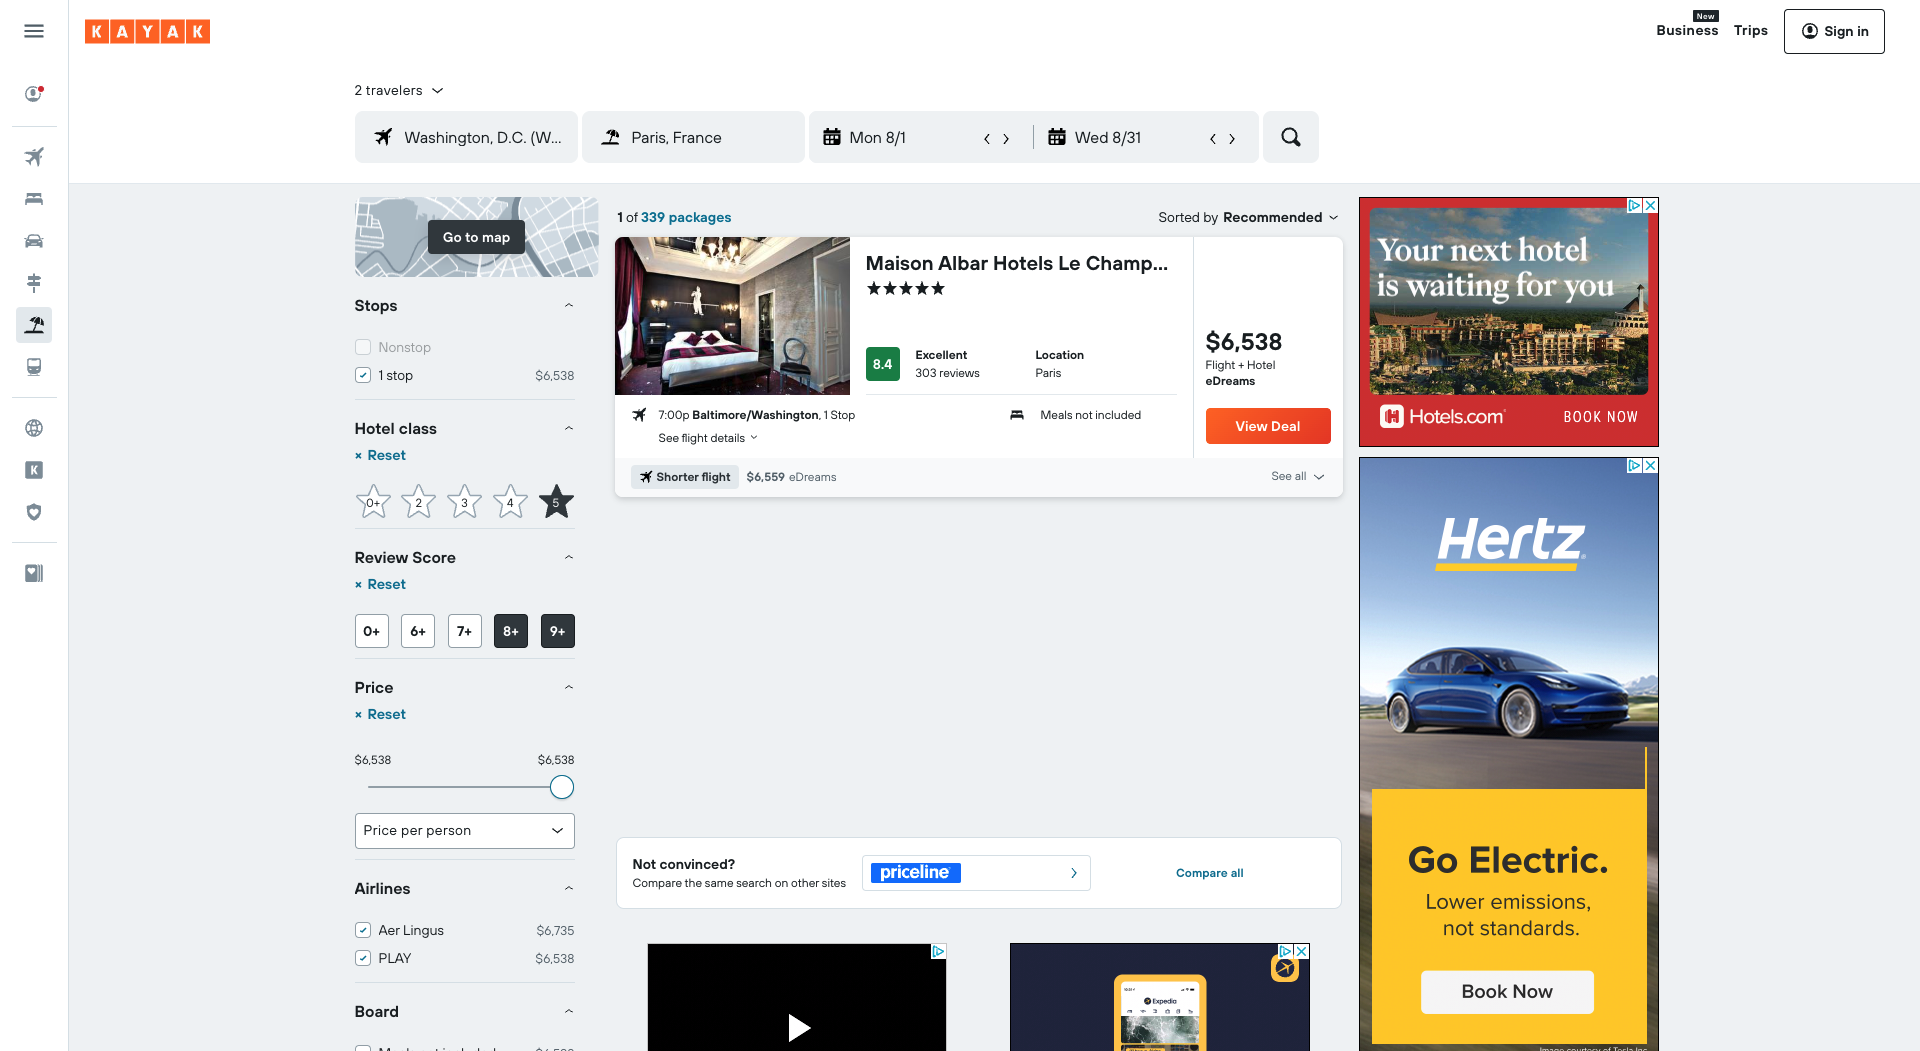 KAYAK
New
Business
Trips
Sign in
2 travelers
Washington, D.C. (W...
Paris, France
Mon 8/1
Wed 8/31
Go to map
Stops
Nonstop
1 stop
$6,538
Hotel class
× Reset
0+
2
3
4
5
Review Score
× Reset
0+
6+
7+
8+
9+
Price
× Reset
$6,538
$6,538
Price per person
Airlines
Aer Lingus
$6,735
PLAY
$6,538
Board
1 of 339 packages
Sorted by Recommended
Maison Albar Hotels Le Champ...
8.4
Excellent
303 reviews
Location
Paris
7:00p Baltimore/Washington, 1 Stop
See flight details
Meals not included
$6,538
Flight + Hotel
eDreams
View Deal
Shorter flight
$6,559 eDreams
See all
Not convinced?
Compare the same search on other sites
priceline
Compare all
Expedia
Your next hotel
is waiting for you
Hotels.com
BOOK NOW
Hertz
Go Electric.
Lower emissions,
not standards.
Book Now